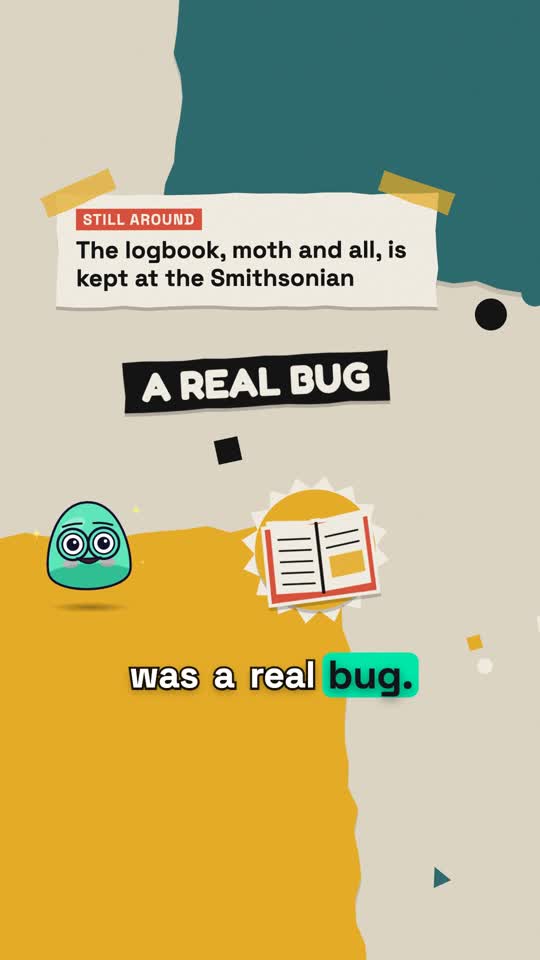 STILL AROUND
The logbook, moth and all, is
kept at the Smithsonian
A REAL BUG
was a real bug.